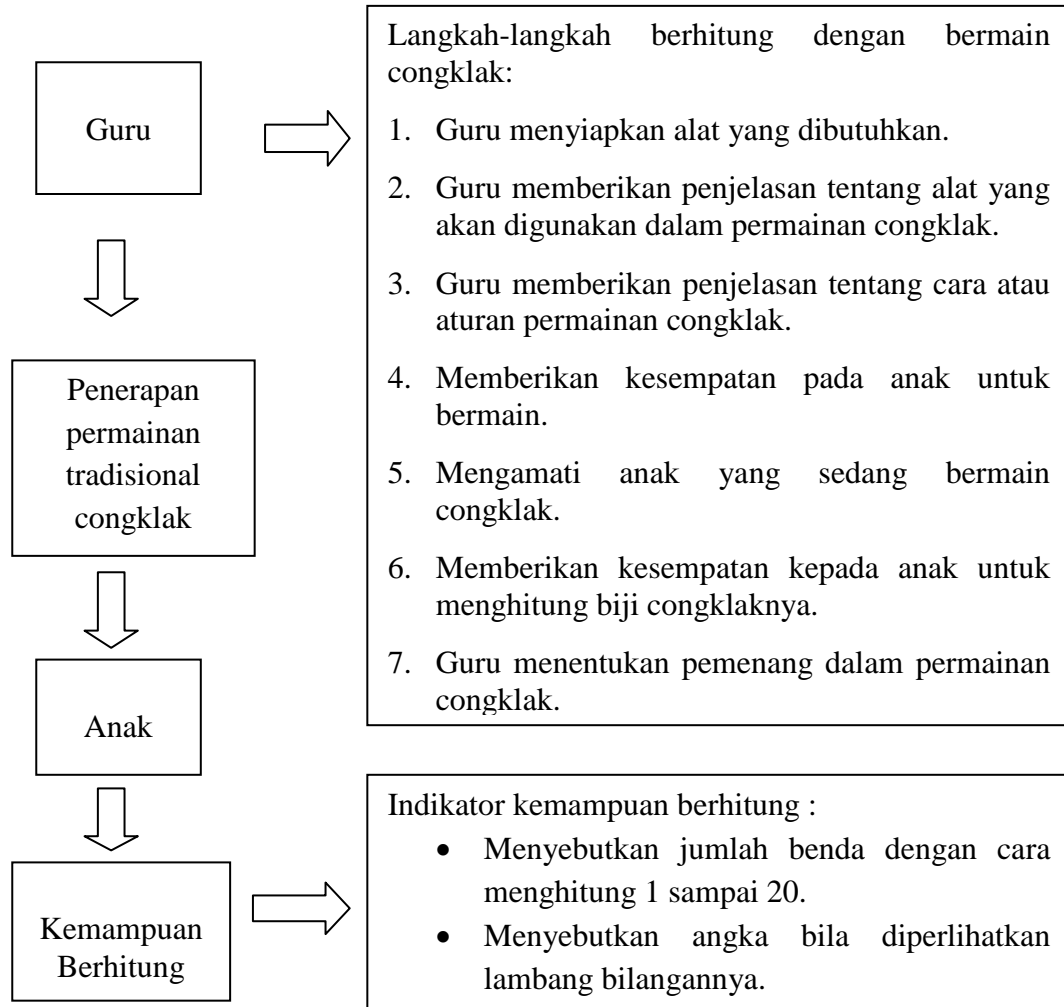 Guru
Penerapan
permainan
tradisional
congklak
Anak
Kemampuan
Berhitung
Langkah-langkah berhitung dengan bermain
congklak:
1. Guru menyiapkan alat yang dibutuhkan.
2. Guru memberikan penjelasan tentang alat yang
akan digunakan dalam permainan congklak.
3. Guru memberikan penjelasan tentang cara atau
aturan permainan congklak.
4. Memberikan kesempatan pada anak untuk
bermain.
5. Mengamati anak yang sedang bermain
congklak.
6. Memberikan kesempatan kepada anak untuk
menghitung biji congklaknya.
7. Guru menentukan pemenang dalam permainan
congklak.
Indikator kemampuan berhitung :
• Menyebutkan jumlah benda dengan cara
menghitung 1 sampai 20.
• Menyebutkan angka bila diperlihatkan
lambang bilangannya.